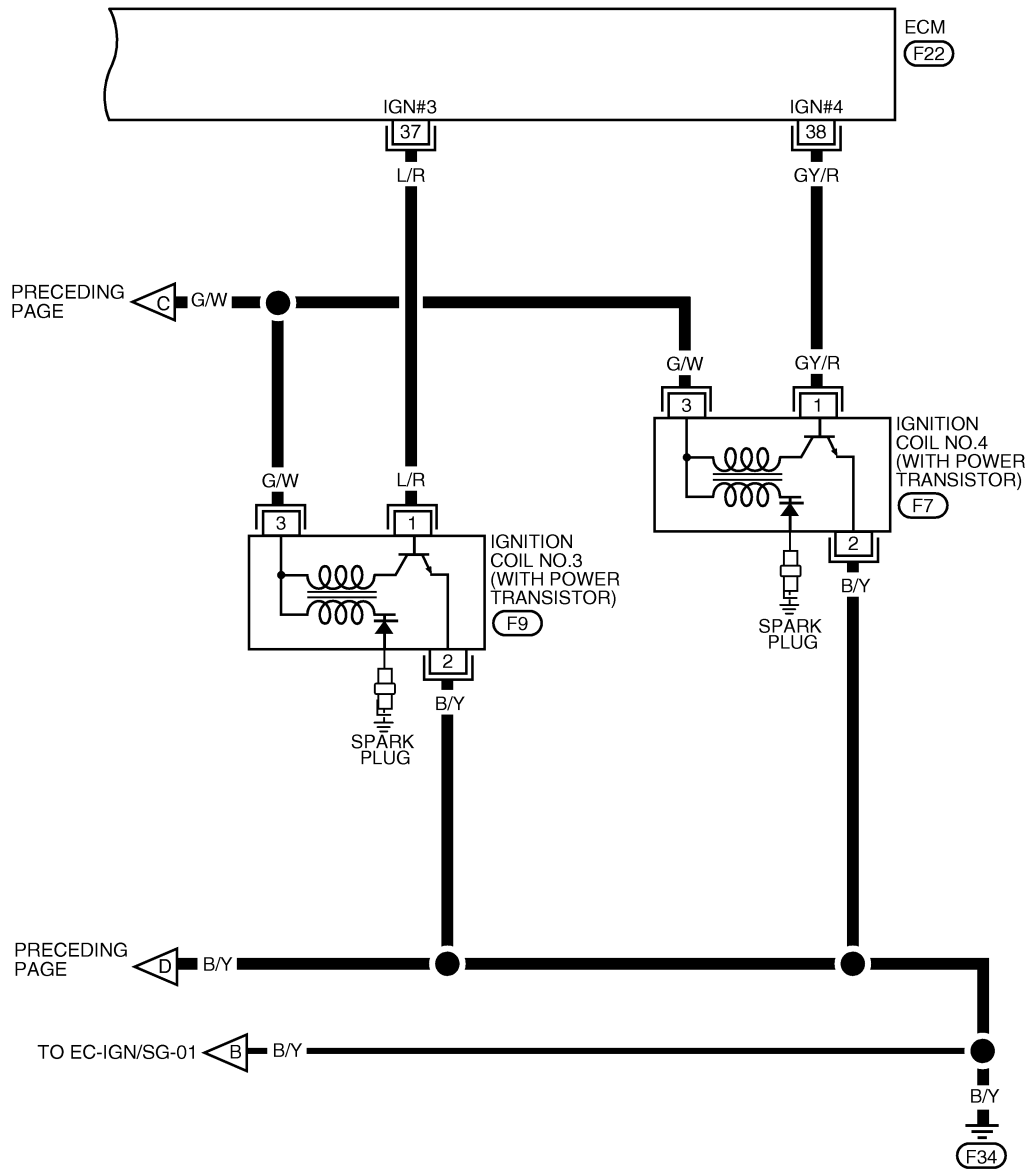 ECM
F22
IGN#3
IGN#4
37
38
L/R
GY/R
PRECEDING
PAGE
C
G/W
G/W
GY/R
3
1
IGNITION
COIL NO.4
(WITH POWER
TRANSISTOR)
F7
2
B/Y
SPARK
PLUG
G/W
L/R
3
1
IGNITION
COIL NO.3
(WITH POWER
TRANSISTOR)
F9
2
B/Y
SPARK
PLUG
PRECEDING
PAGE
D
B/Y
TO EC-IGN/SG-01
B
B/Y
B/Y
F34